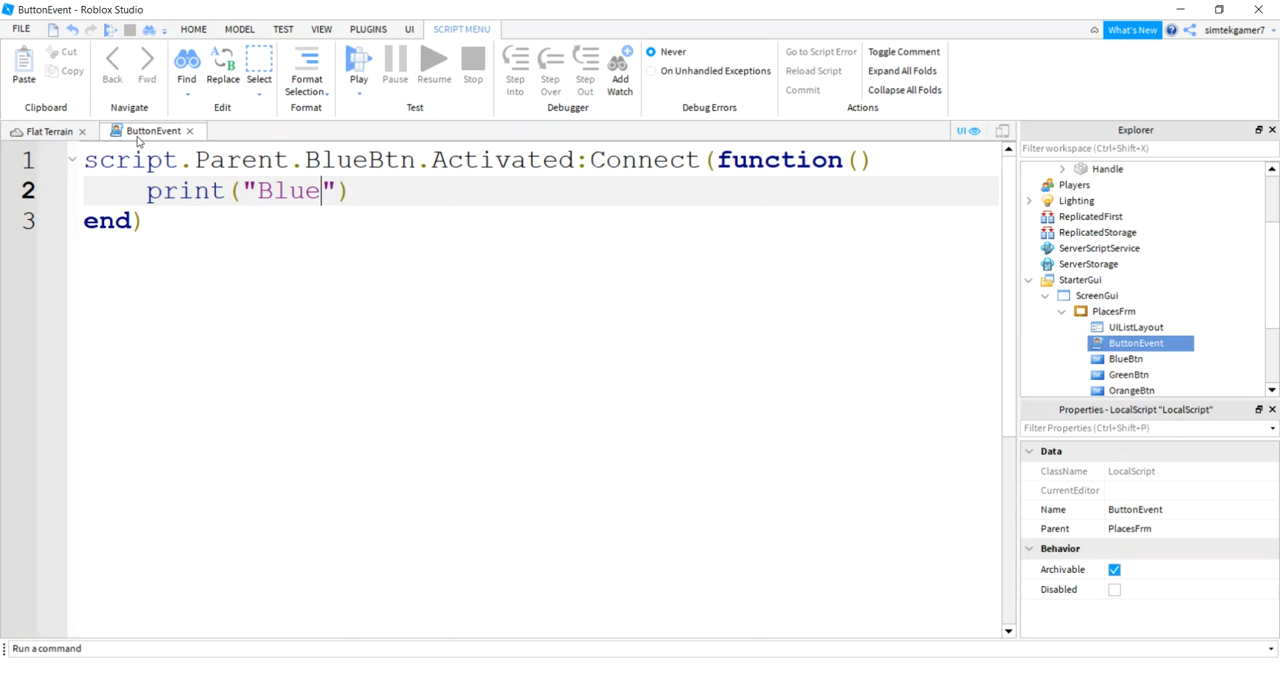 ButtonEvent - Roblox Studio
FILE HOME MODEL TEST VIEW PLUGINS UI SCRIPT MENU What's New simtekgamer7
Paste Cut Copy
Clipboard
Back Fwd
Navigate
Find Replace Select
Edit
Format Selection
Format
Play Pause Resume Stop
Test
Step Into Step Over Step Out Add Watch
Debugger
Never
On Unhandled Exceptions
Debug Errors
Go to Script Error
Reload Script
Commit
Toggle Comment
Expand All Folds
Collapse All Folds
Actions
Flat Terrain ButtonEvent UI
1 script.Parent.BlueBtn.Activated:Connect(function()
2 print("Blue")
3 end)
Explorer
Filter workspace (Ctrl+Shift+X)
Handle
Players
Lighting
ReplicatedFirst
ReplicatedStorage
ServerScriptService
ServerStorage
StarterGui
ScreenGui
PlacesFrm
UIListLayout
ButtonEvent
BlueBtn
GreenBtn
OrangeBtn
Properties - LocalScript "LocalScript"
Filter Properties (Ctrl+Shift+P)
Data
ClassName LocalScript
CurrentEditor
Name ButtonEvent
Parent PlacesFrm
Behavior
Archivable
Disabled
Run a command